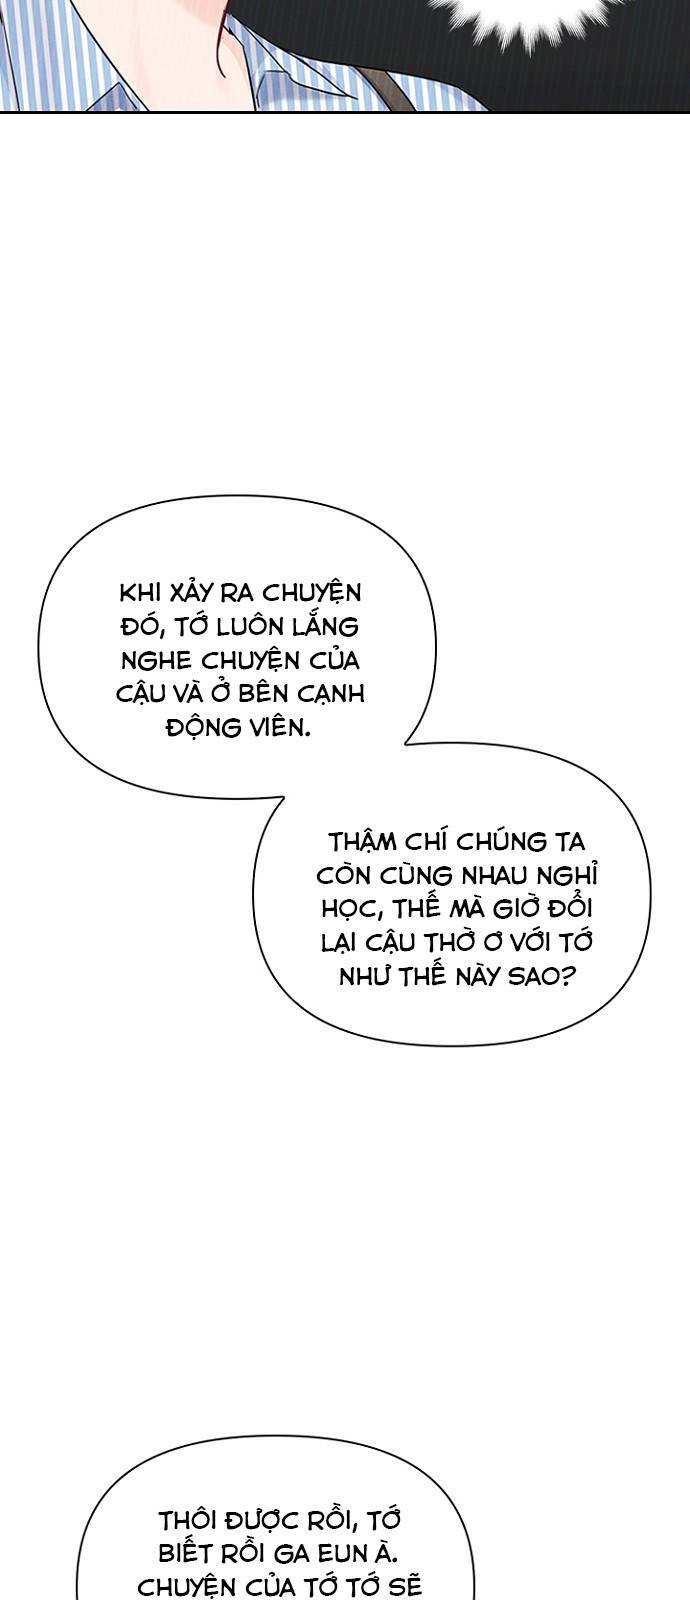 KHI XẢY RA CHUYỆN
ĐÓ, TỚ LUÔN LẮNG
NGHE CHUYỆN CỦA
CẬU VÀ Ở BÊN CẠNH
ĐỘNG VIÊN.
THẬM CHÍ CHÚNG TA
CÒN CÙNG NHAU NGHỈ
HỌC, THẾ MÀ GIỜ ĐỔI
LẠI CẬU THỜ Ơ VỚI TỚ
NHƯ THẾ NÀY SAO?
THÔI ĐƯỢC RỒI, TỚ
BIẾT RỒI GA EUN À.
CHUYỆN CỦA TỚ TỚ SẼ